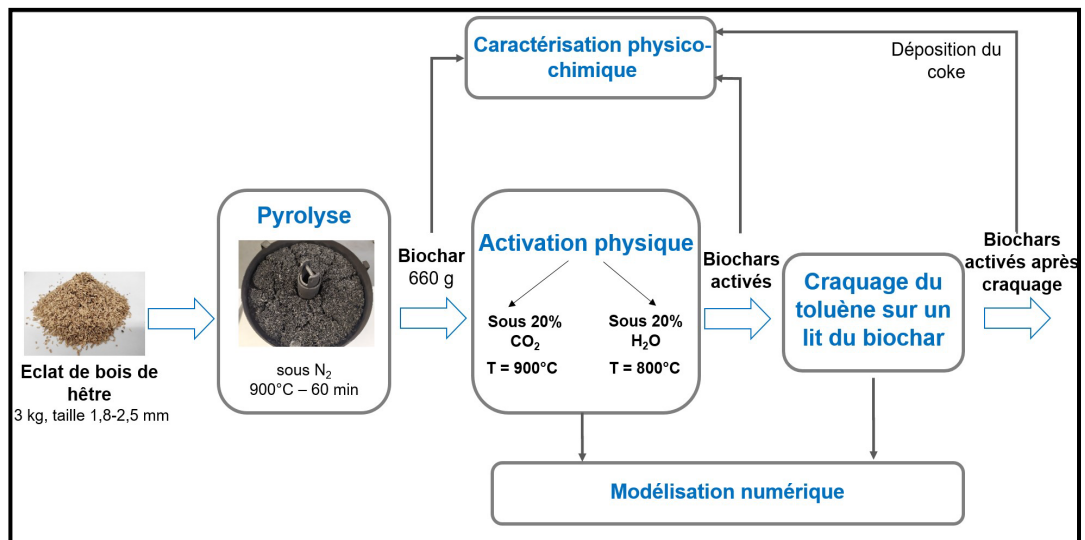 Caractérisation physico-
chimique
Déposition du
coke
Pyrolyse
sous N₂
900°C – 60 min
Biochar
660 g
Activation physique
Sous 20%
CO₂
T = 900°C
Sous 20%
H₂O
T = 800°C
Biochars
activés
Craquage du
toluène sur un
lit du biochar
Biochars
activés après
craquage
Eclat de bois de
hêtre
3 kg, taille 1,8-2,5 mm
Modélisation numérique